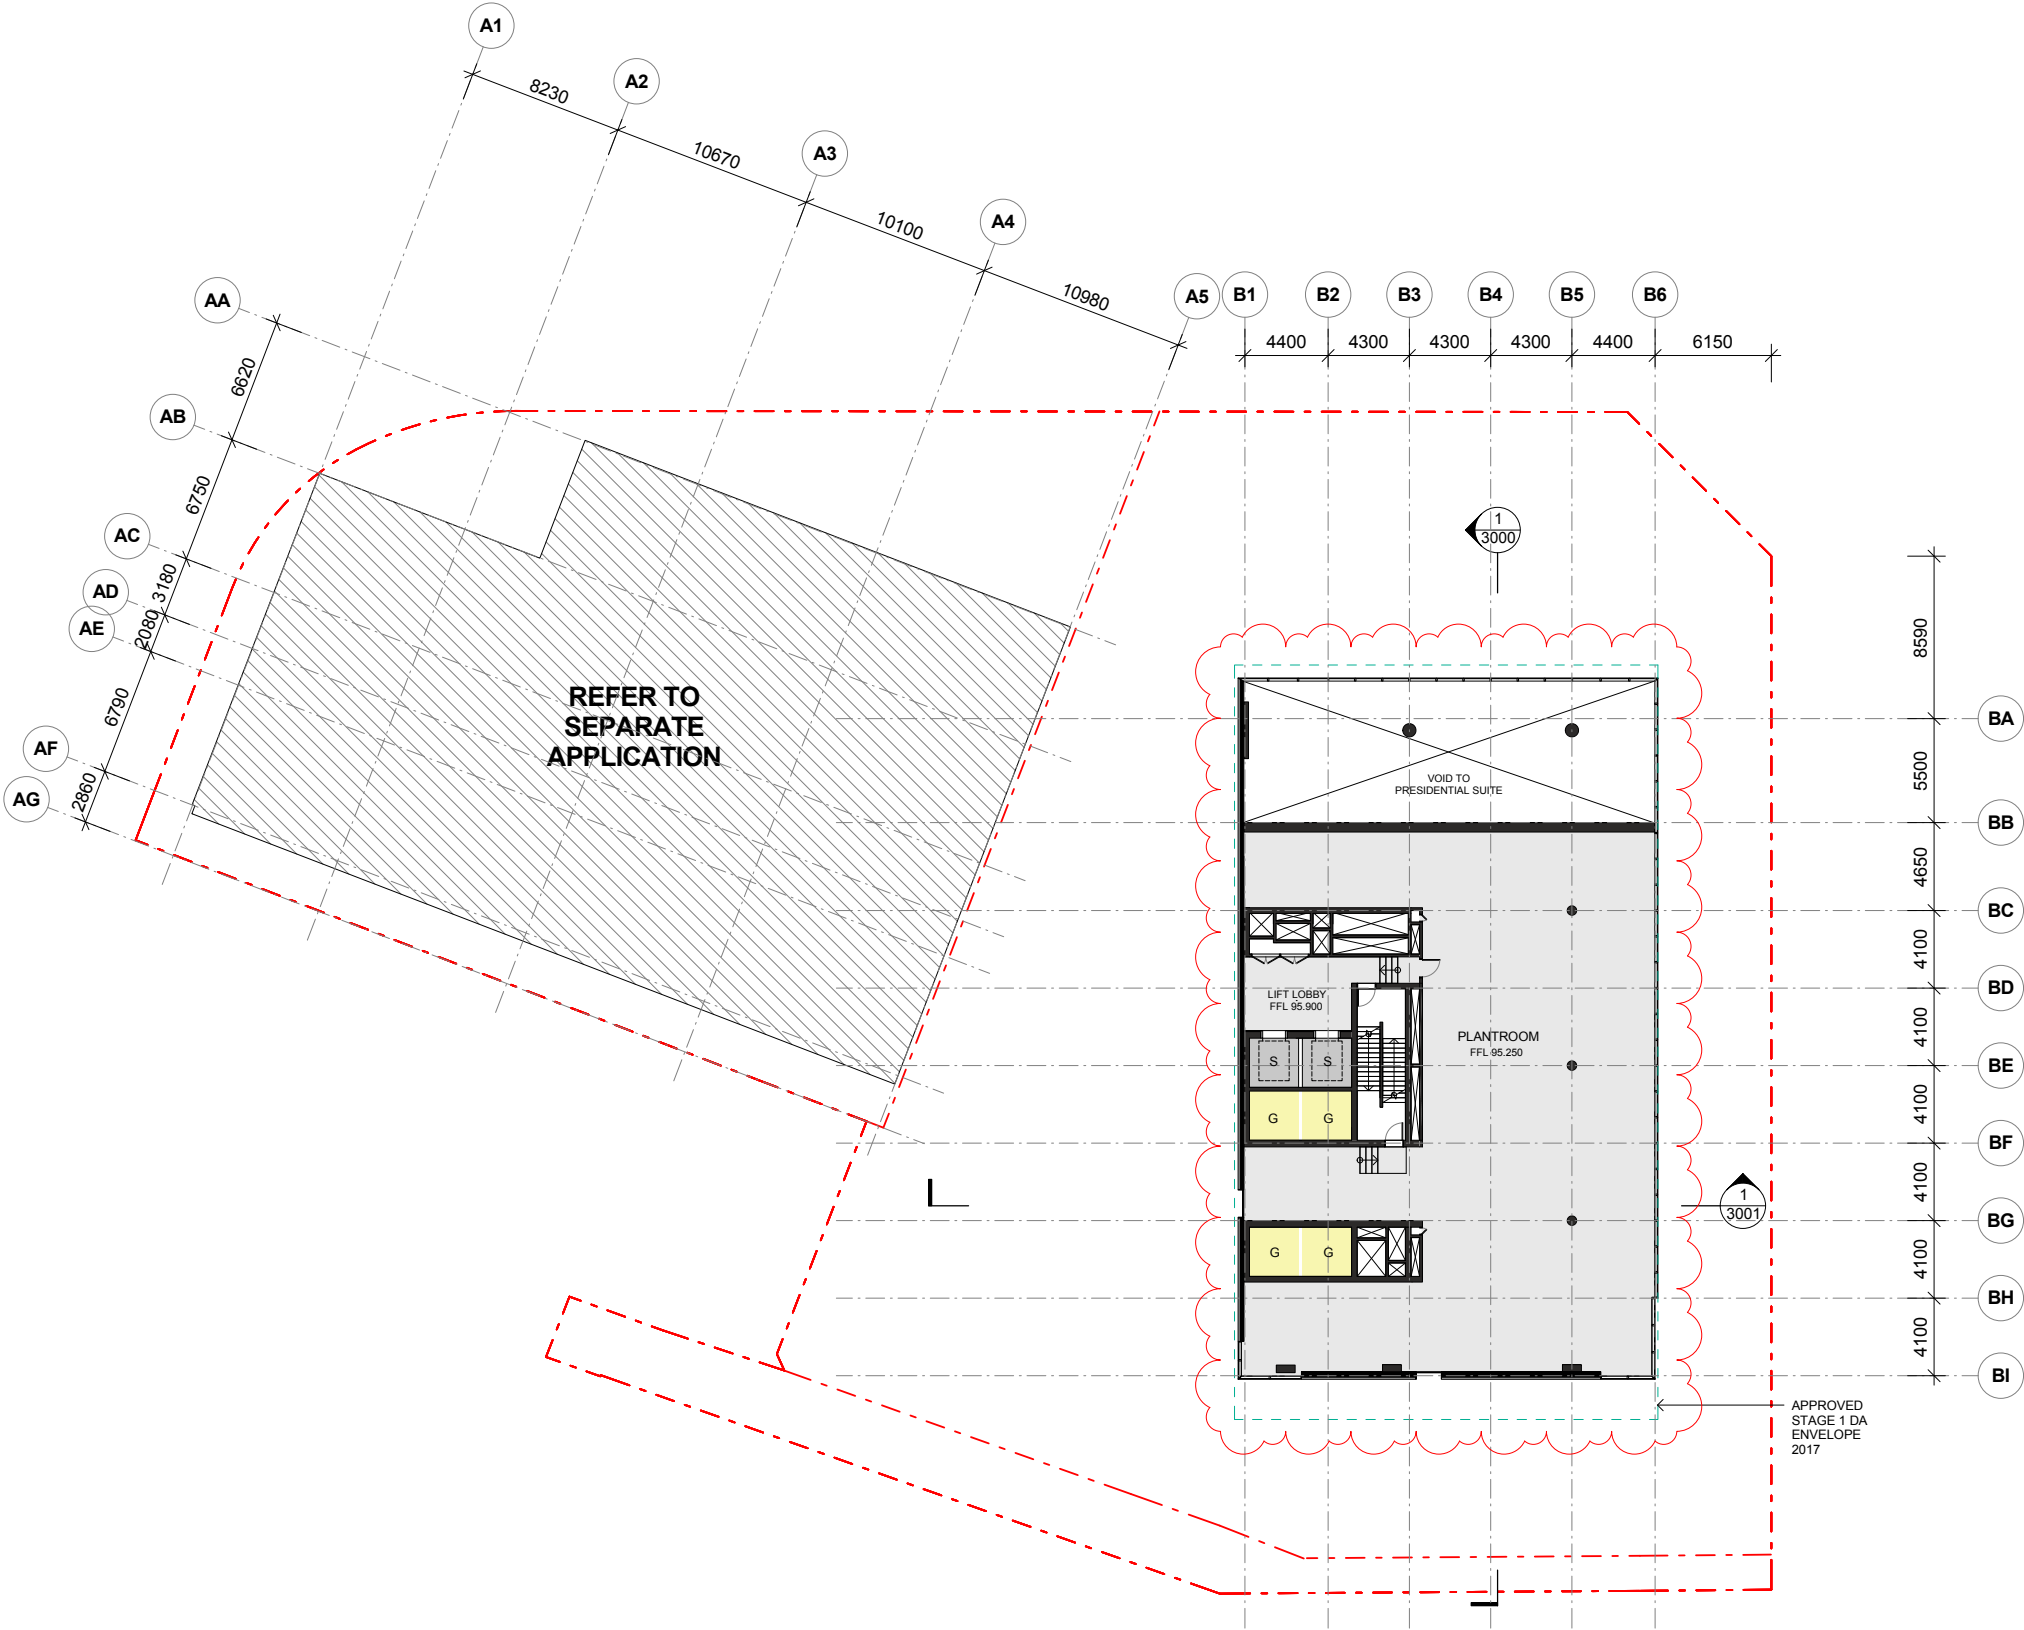 A1
A2
A3
A4
A5
B1
B2
B3
B4
B5
B6
8230
10670
10100
10980
4400
4300
4300
4300
4400
6150
AA
AB
AC
AD
AE
AF
AG
6620
6750
3180
2080
6790
2860
1
3000
REFER TO
SEPARATE
APPLICATION
VOID TO
PRESIDENTIAL SUITE
LIFT LOBBY
FFL 95.900
PLANTROOM
FFL 95.250
S
S
G
G
G
G
1
3001
8590
5500
4650
4100
4100
4100
4100
4100
4100
BA
BB
BC
BD
BE
BF
BG
BH
BI
APPROVED
STAGE 1 DA
ENVELOPE
2017